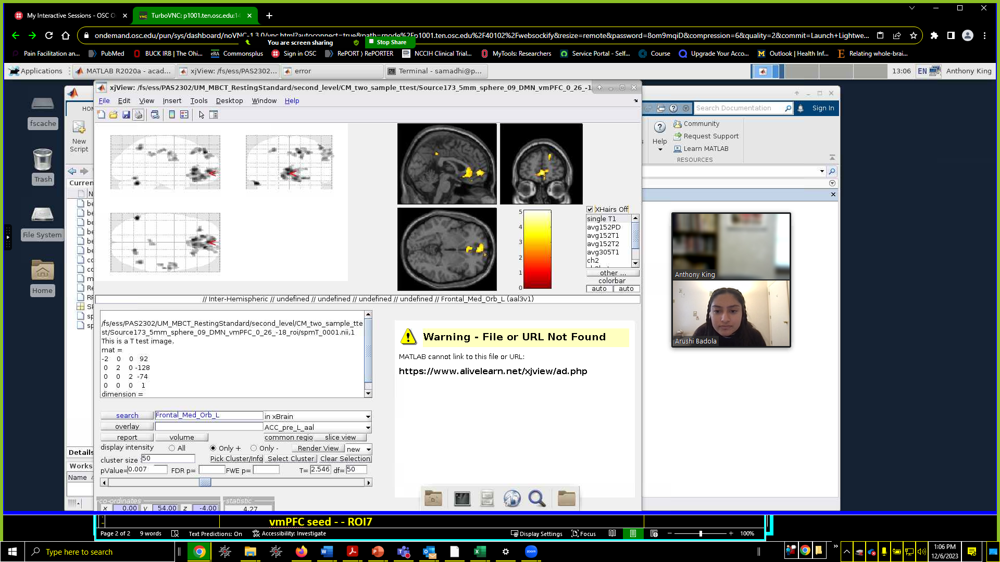 My Interactive Sessions - OSC O
TurboVNC: p1001.ten.osc.edu:1
ondemand.osc.edu/pun/sys/dashboard/noVNC-1.3.0/vnc.html?autoconnect=true&path=rnode%2Fp1001.ten.osc.edu%2F40102%2Fwebsockify&resize=remote&password=8om9mqiD&compression=6&quality=2&commit=Launch+Lightwe...
You are screen sharing
Stop Share
Pain Facilitation an...
PubMed
BUCK IRB | The Ohi...
Commonsplus
Sign in OSC
RePORT ⟩ REPORTER
NCCIH Clinical Trial...
MyTools: Researchers
Service Portal - Self...
Course
Upgrade Your Acco...
Outlook | Health Inf...
Relating whole-brai...
Applications
MATLAB R2020a - acad...
xjView: /fs/ess/PAS2302...
error
Terminal - samadhi@p...
13:06
EN
Anthony King
xjView: /fs/ess/PAS2302/UM_MBCT_RestingStandard/second_level/CM_two_sample_ttest/Source173_5mm_sphere_09_DMN_vmPFC_0_26_-1
File Edit View Insert Tools Desktop Window Help
Search Documentation
Sign In
fscache
Trash
File System
Home
HOM
New
Script
Curren
N
Help
Community
Request Support
Learn MATLAB
RESOURCES
be
be
be
be
be
be
co
co
m
Re
RP
SP
sp
sp
Details
Works
Name
5
4
3
2
1
0
XHairs Off
single T1
avg152PD
avg152T1
avg152T2
avg305T1
ch2
other ...
colorbar
auto auto
// Inter-Hemispheric // undefined // undefined // undefined // undefined // Frontal_Med_Orb_L (aal3v1)
/fs/ess/PAS2302/UM_MBCT_RestingStandard/second_level/CM_two_sample_tte
st/Source173_5mm_sphere_09_DMN_vmPFC_0_26_-18_roi/spmT_0001.nii,1
This is a T test image.
mat =
-2 0 0 92
0 2 0 -128
0 0 2 -74
0 0 0 1
dimension =
Warning - File or URL Not Found
MATLAB cannot link to this file or URL:
https://www.alivelearn.net/xjview/ad.php
search Frontal_Med_Orb_L in xBrain
overlay ACC_pre_L_aal
report volume common regio slice view
display intensity All Only + Only - Render View new
cluster size 50 Pick Cluster/Info Select Cluster Clear Selection
pValue= 0.007 FDR p= FWE p= T= 2.546 df= 50
co-ordinates
statistic
x 0.00 y 54.00 z -4.00
4.27
Anthony King
Arushi Badola
vmPFC seed - - ROI7
Page 2 of 2
9 words
Text Predictions: On
Accessibility: Investigate
Display Settings
Focus
100%
Type here to search
zoom
1:06 PM
12/6/2023